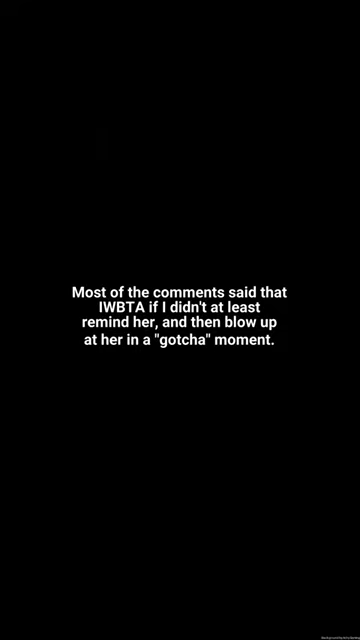 Most of the comments said that
IWBTA if I didn't at least
remind her, and then blow up
at her in a "gotcha" moment.